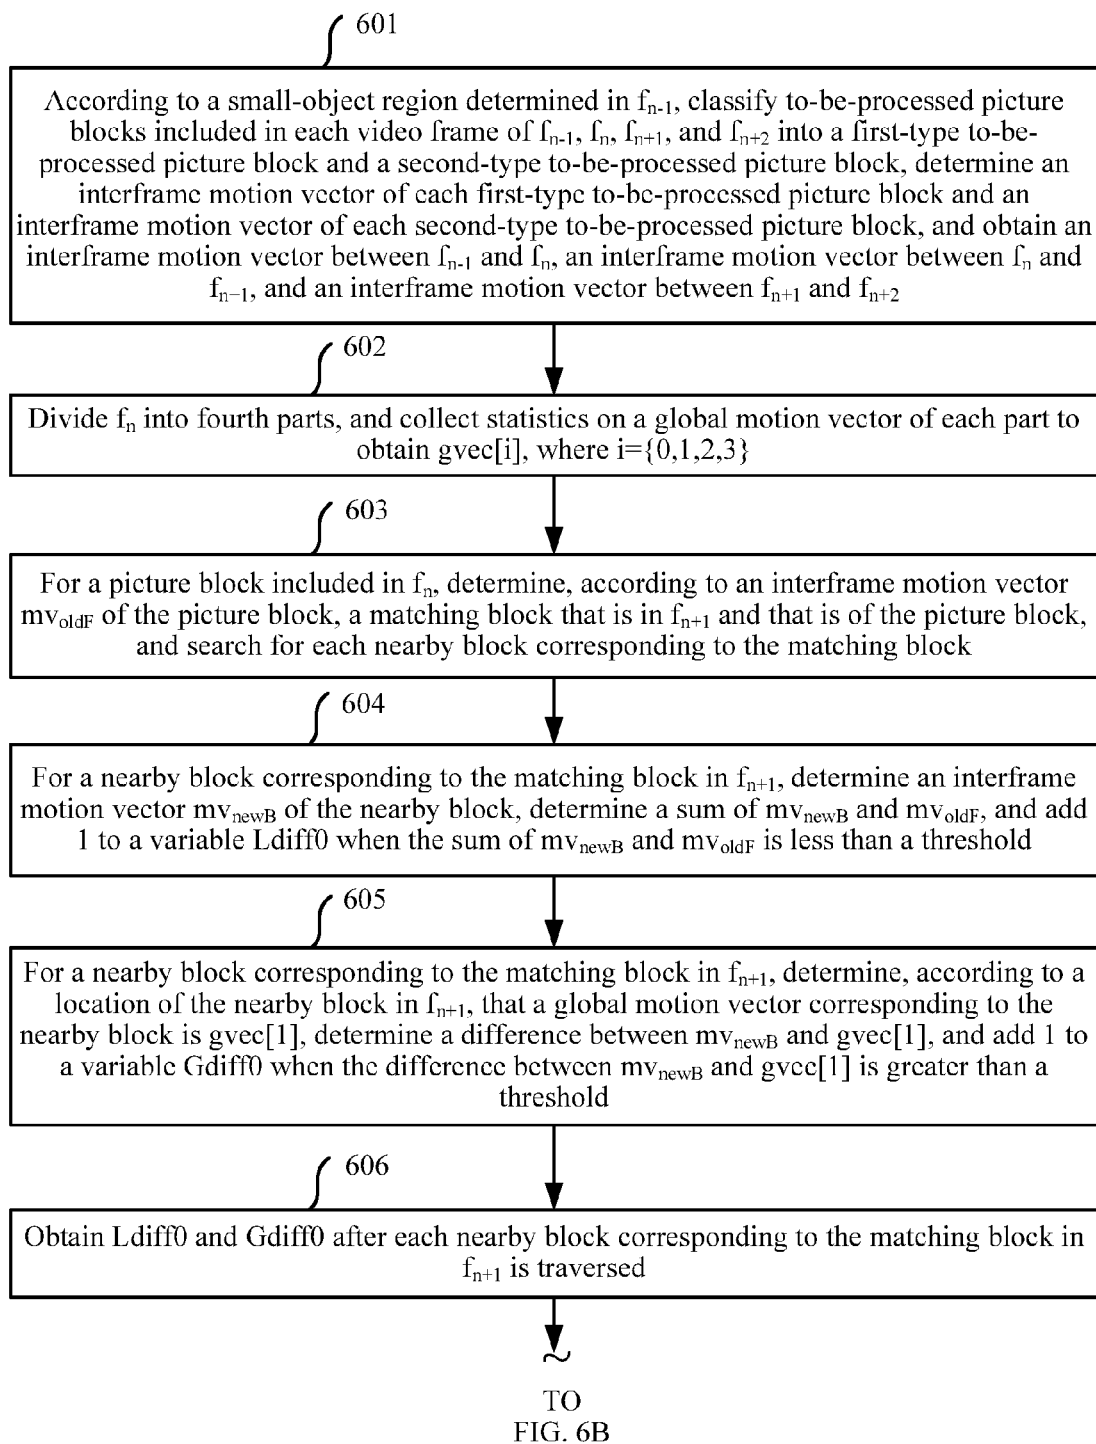 601
According to a small-object region determined in fn-1, classify to-be-processed picture
blocks included in each video frame of fn-1, fn, fn+1, and fn+2 into a first-type to-be-
processed picture block and a second-type to-be-processed picture block, determine an
interframe motion vector of each first-type to-be-processed picture block and an
interframe motion vector of each second-type to-be-processed picture block, and obtain an
interframe motion vector between fn-1 and fn, an interframe motion vector between fn and
fn−1, and an interframe motion vector between fn+1 and fn+2
602
Divide fn into fourth parts, and collect statistics on a global motion vector of each part to
obtain gvec[i], where i={0,1,2,3}
603
For a picture block included in fn, determine, according to an interframe motion vector
mvoldF of the picture block, a matching block that is in fn+1 and that is of the picture block,
and search for each nearby block corresponding to the matching block
604
For a nearby block corresponding to the matching block in fn+1, determine an interframe
motion vector mvnewB of the nearby block, determine a sum of mvnewB and mvoldF, and add
1 to a variable Ldiff0 when the sum of mvnewB and mvoldF is less than a threshold
605
For a nearby block corresponding to the matching block in fn+1, determine, according to a
location of the nearby block in fn+1, that a global motion vector corresponding to the
nearby block is gvec[1], determine a difference between mvnewB and gvec[1], and add 1 to
a variable Gdiff0 when the difference between mvnewB and gvec[1] is greater than a
threshold
606
Obtain Ldiff0 and Gdiff0 after each nearby block corresponding to the matching block in
fn+1 is traversed
~
TO
FIG. 6B